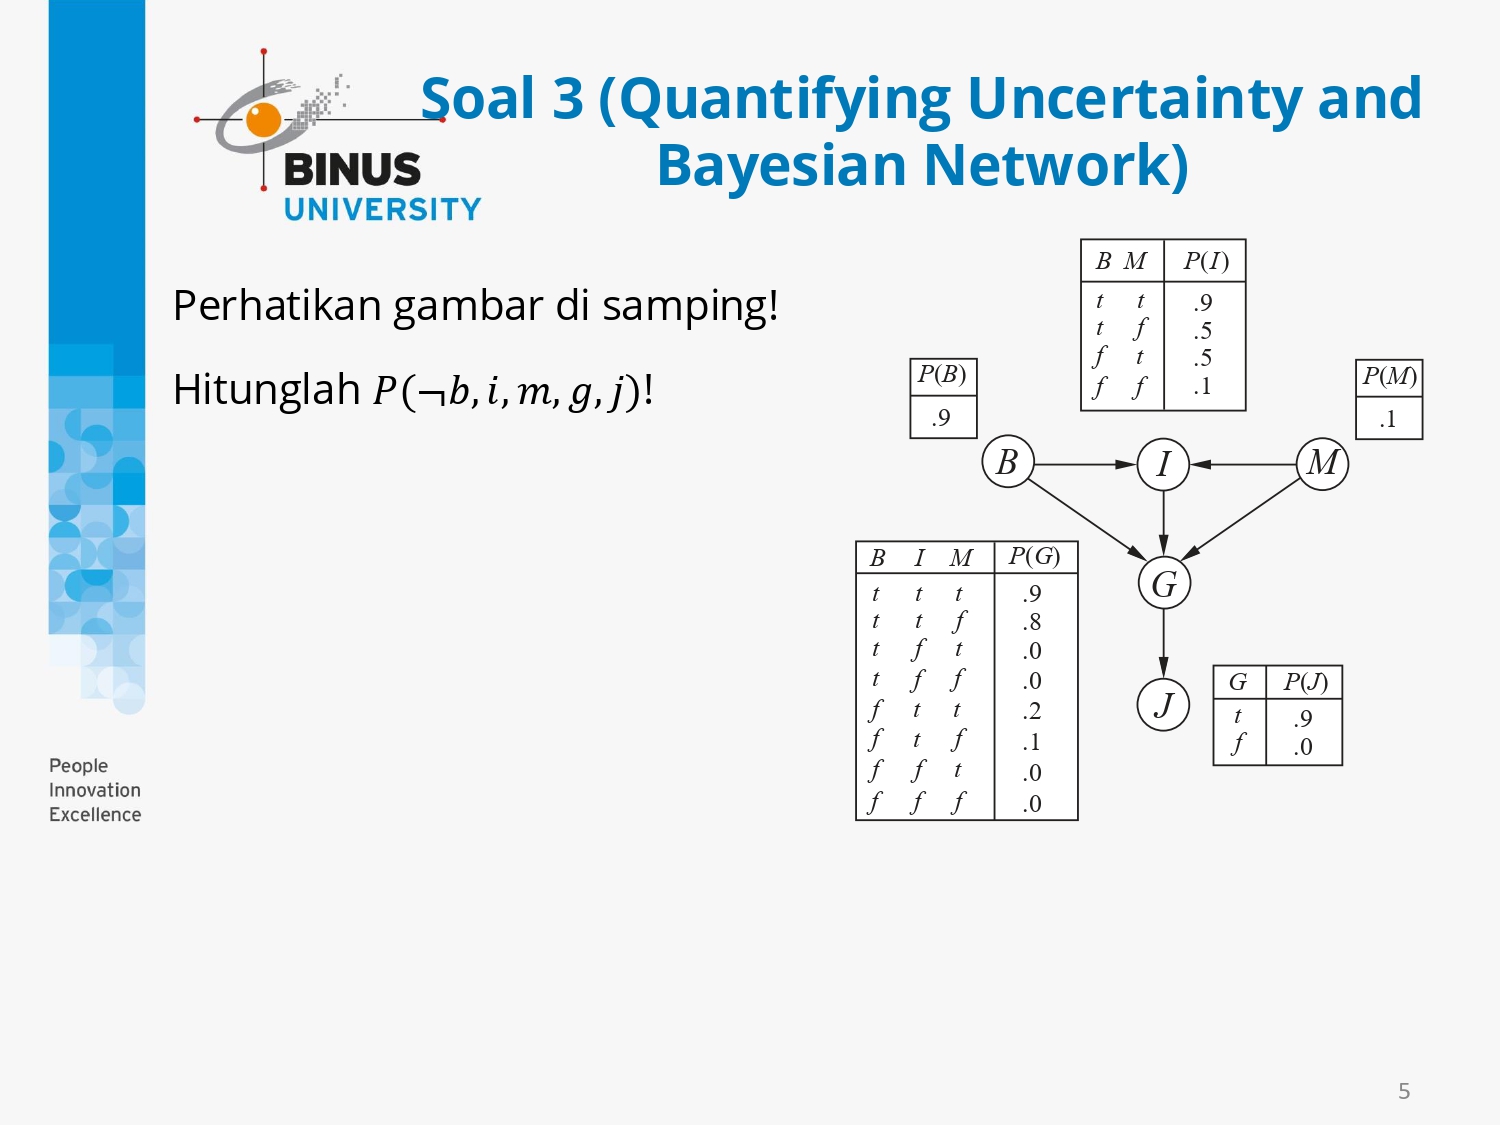 Soal 3 (Quantifying Uncertainty and
Bayesian Network)
BINUS
UNIVERSITY
Perhatikan gambar di samping!
Hitunglah P(¬b, i, m, g, j)!
B M P(I)
t t .9
t f .5
f t .5
f f .1
P(B)
.9
P(M)
.1
B
I
M
G
J
B I M P(G)
t t t .9
t t f .8
t f t .0
t f f .0
f t t .2
f t f .1
f f t .0
f f f .0
G P(J)
t .9
f .0
People
Innovation
Excellence
5